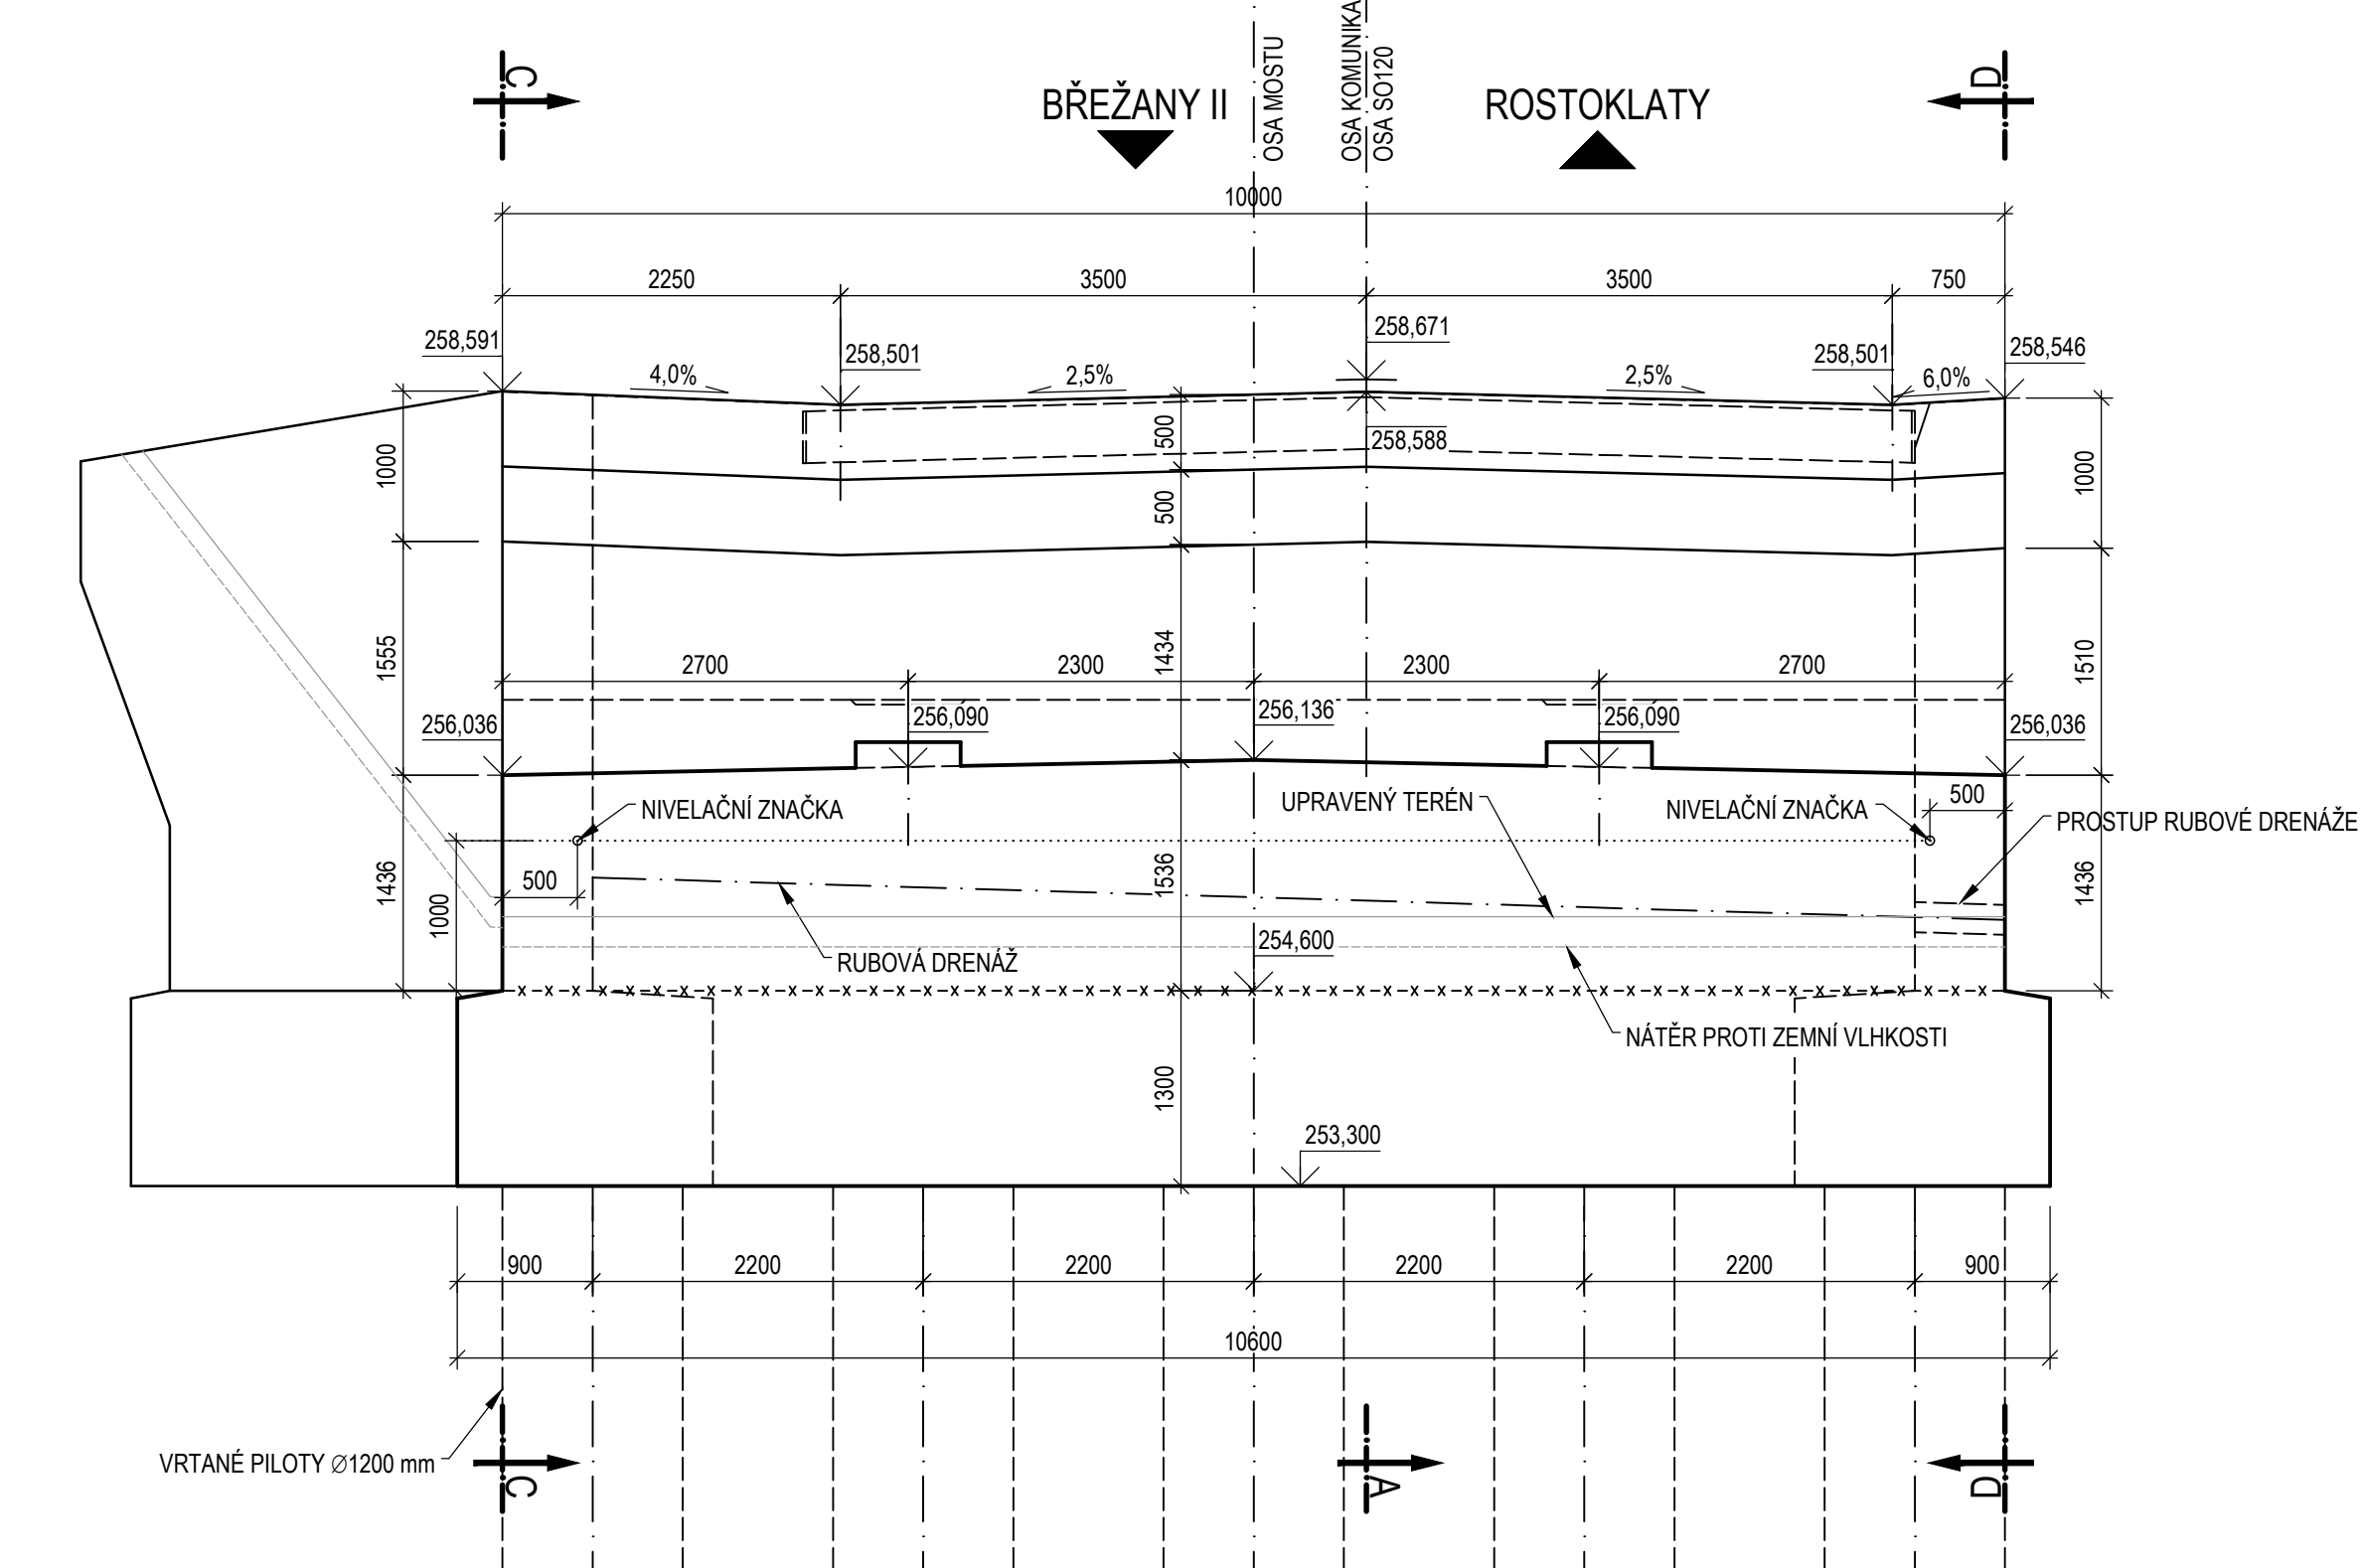 C
D
BŘEŽANY II
OSA MOSTU
OSA KOMUNIKA
OSA SO120
ROSTOKLATY
10000
2250
3500
3500
750
258,591
258,501
258,671
258,501
258,546
4,0%
2,5%
2,5%
6,0%
258,588
1000
500
1000
500
1555
1434
1510
2700
2300
2300
2700
256,036
256,090
256,136
256,090
256,036
NIVELAČNÍ ZNAČKA
UPRAVENÝ TERÉN
NIVELAČNÍ ZNAČKA
500
PROSTUP RUBOVÉ DRENÁŽE
1436
1000
500
1536
1436
RUBOVÁ DRENÁŽ
254,600
x x x x x x x x x x x x x x x x x x x x x x x x x x x x x x x x x x x x x x x x x x x x x x x x x x x x x x x
NÁTĚR PROTI ZEMNÍ VLHKOSTI
1300
253,300
900
2200
2200
2200
2200
900
10600
VRTANÉ PILOTY Ø1200 mm
C
A
D